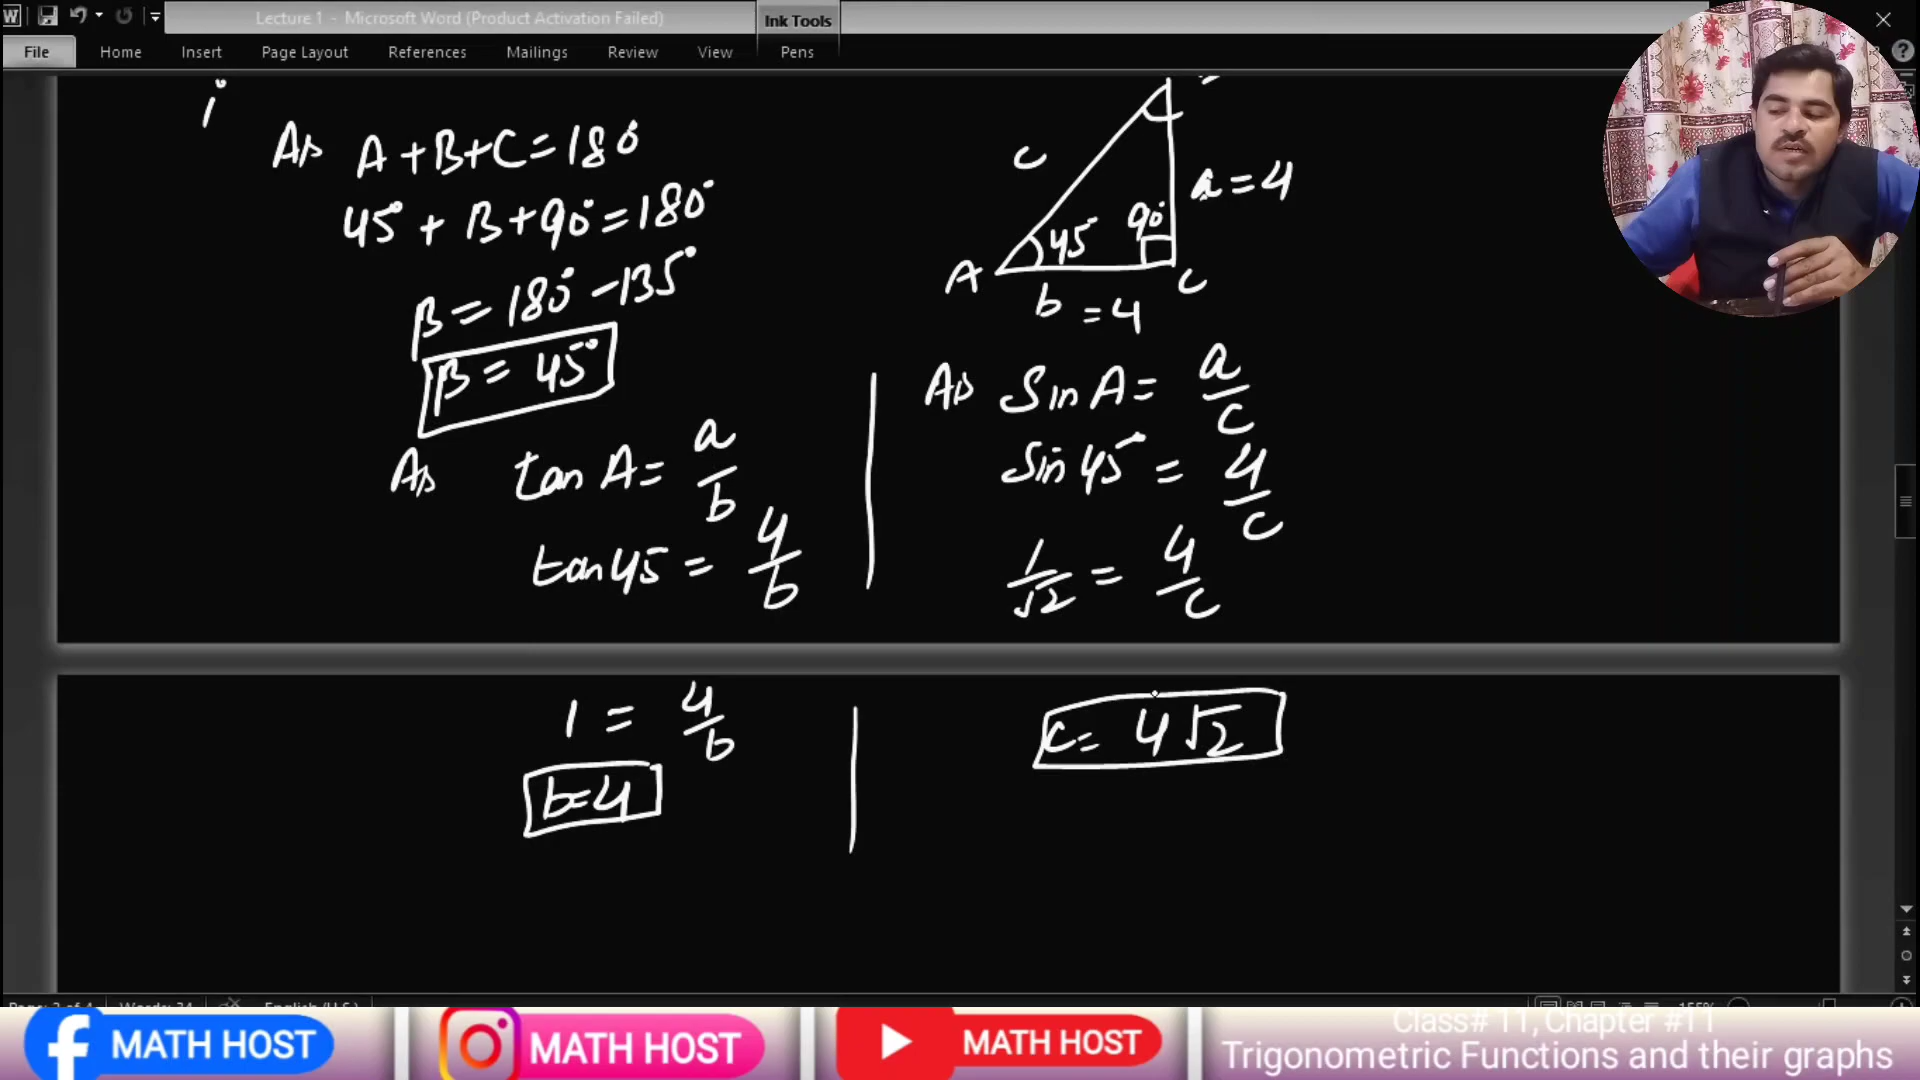 Lecture 1 - Microsoft Word (Product Activation Failed)
Ink Tools
File Home Insert Page Layout References Mailings Review View Pens
i
As A + B + C = 180°
45° + B + 90° = 180°
B = 180° - 135°
B = 45°
As tan A = a/b
tan 45 = 4/b
1 = 4/b
b = 4
c
a = 4
45° 90°
A
C
b = 4
As Sin A = a/c
Sin 45° = 4/c
1/√2 = 4/c
c = 4√2
MATH HOST
MATH HOST
MATH HOST
Class# 11, Chapter #11
Trigonometric Functions and their graphs